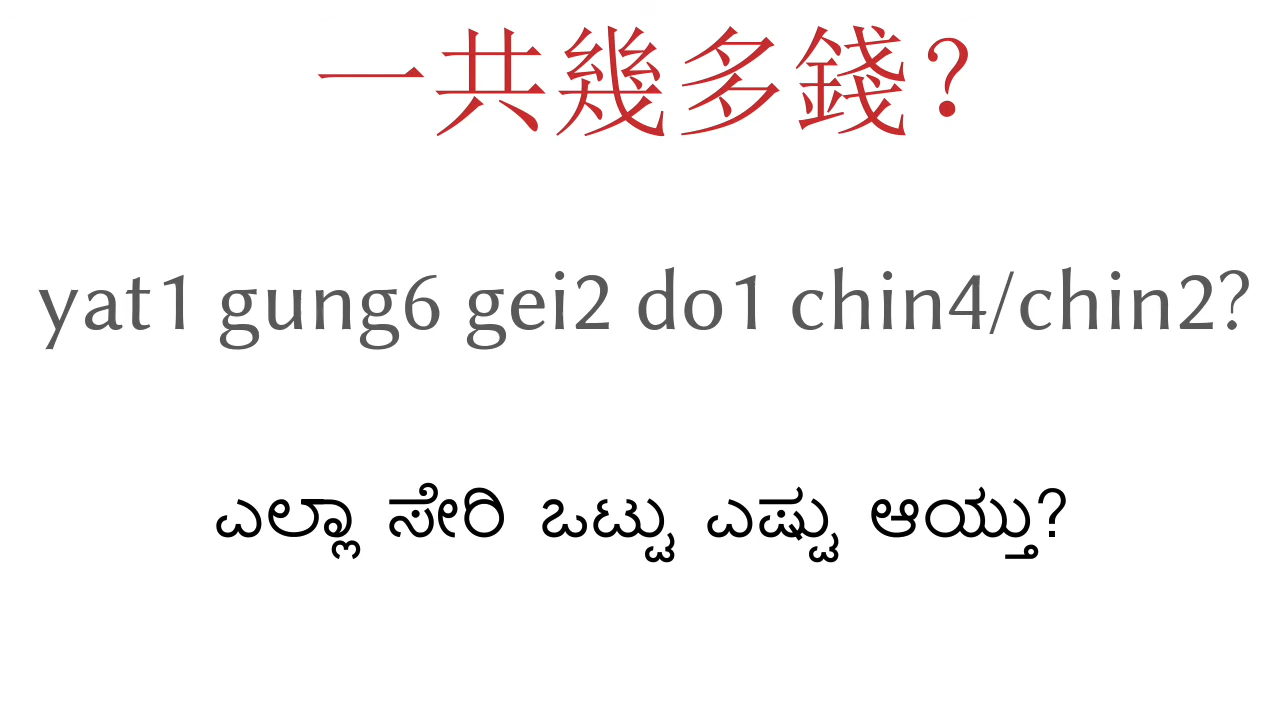 一共幾多錢？
yat1 gung6 gei2 do1 chin4/chin2?
ಎಲ್ಲಾ ಸೇರಿ ಒಟ್ಟು ಎಷ್ಟು ಆಯ್ತು?